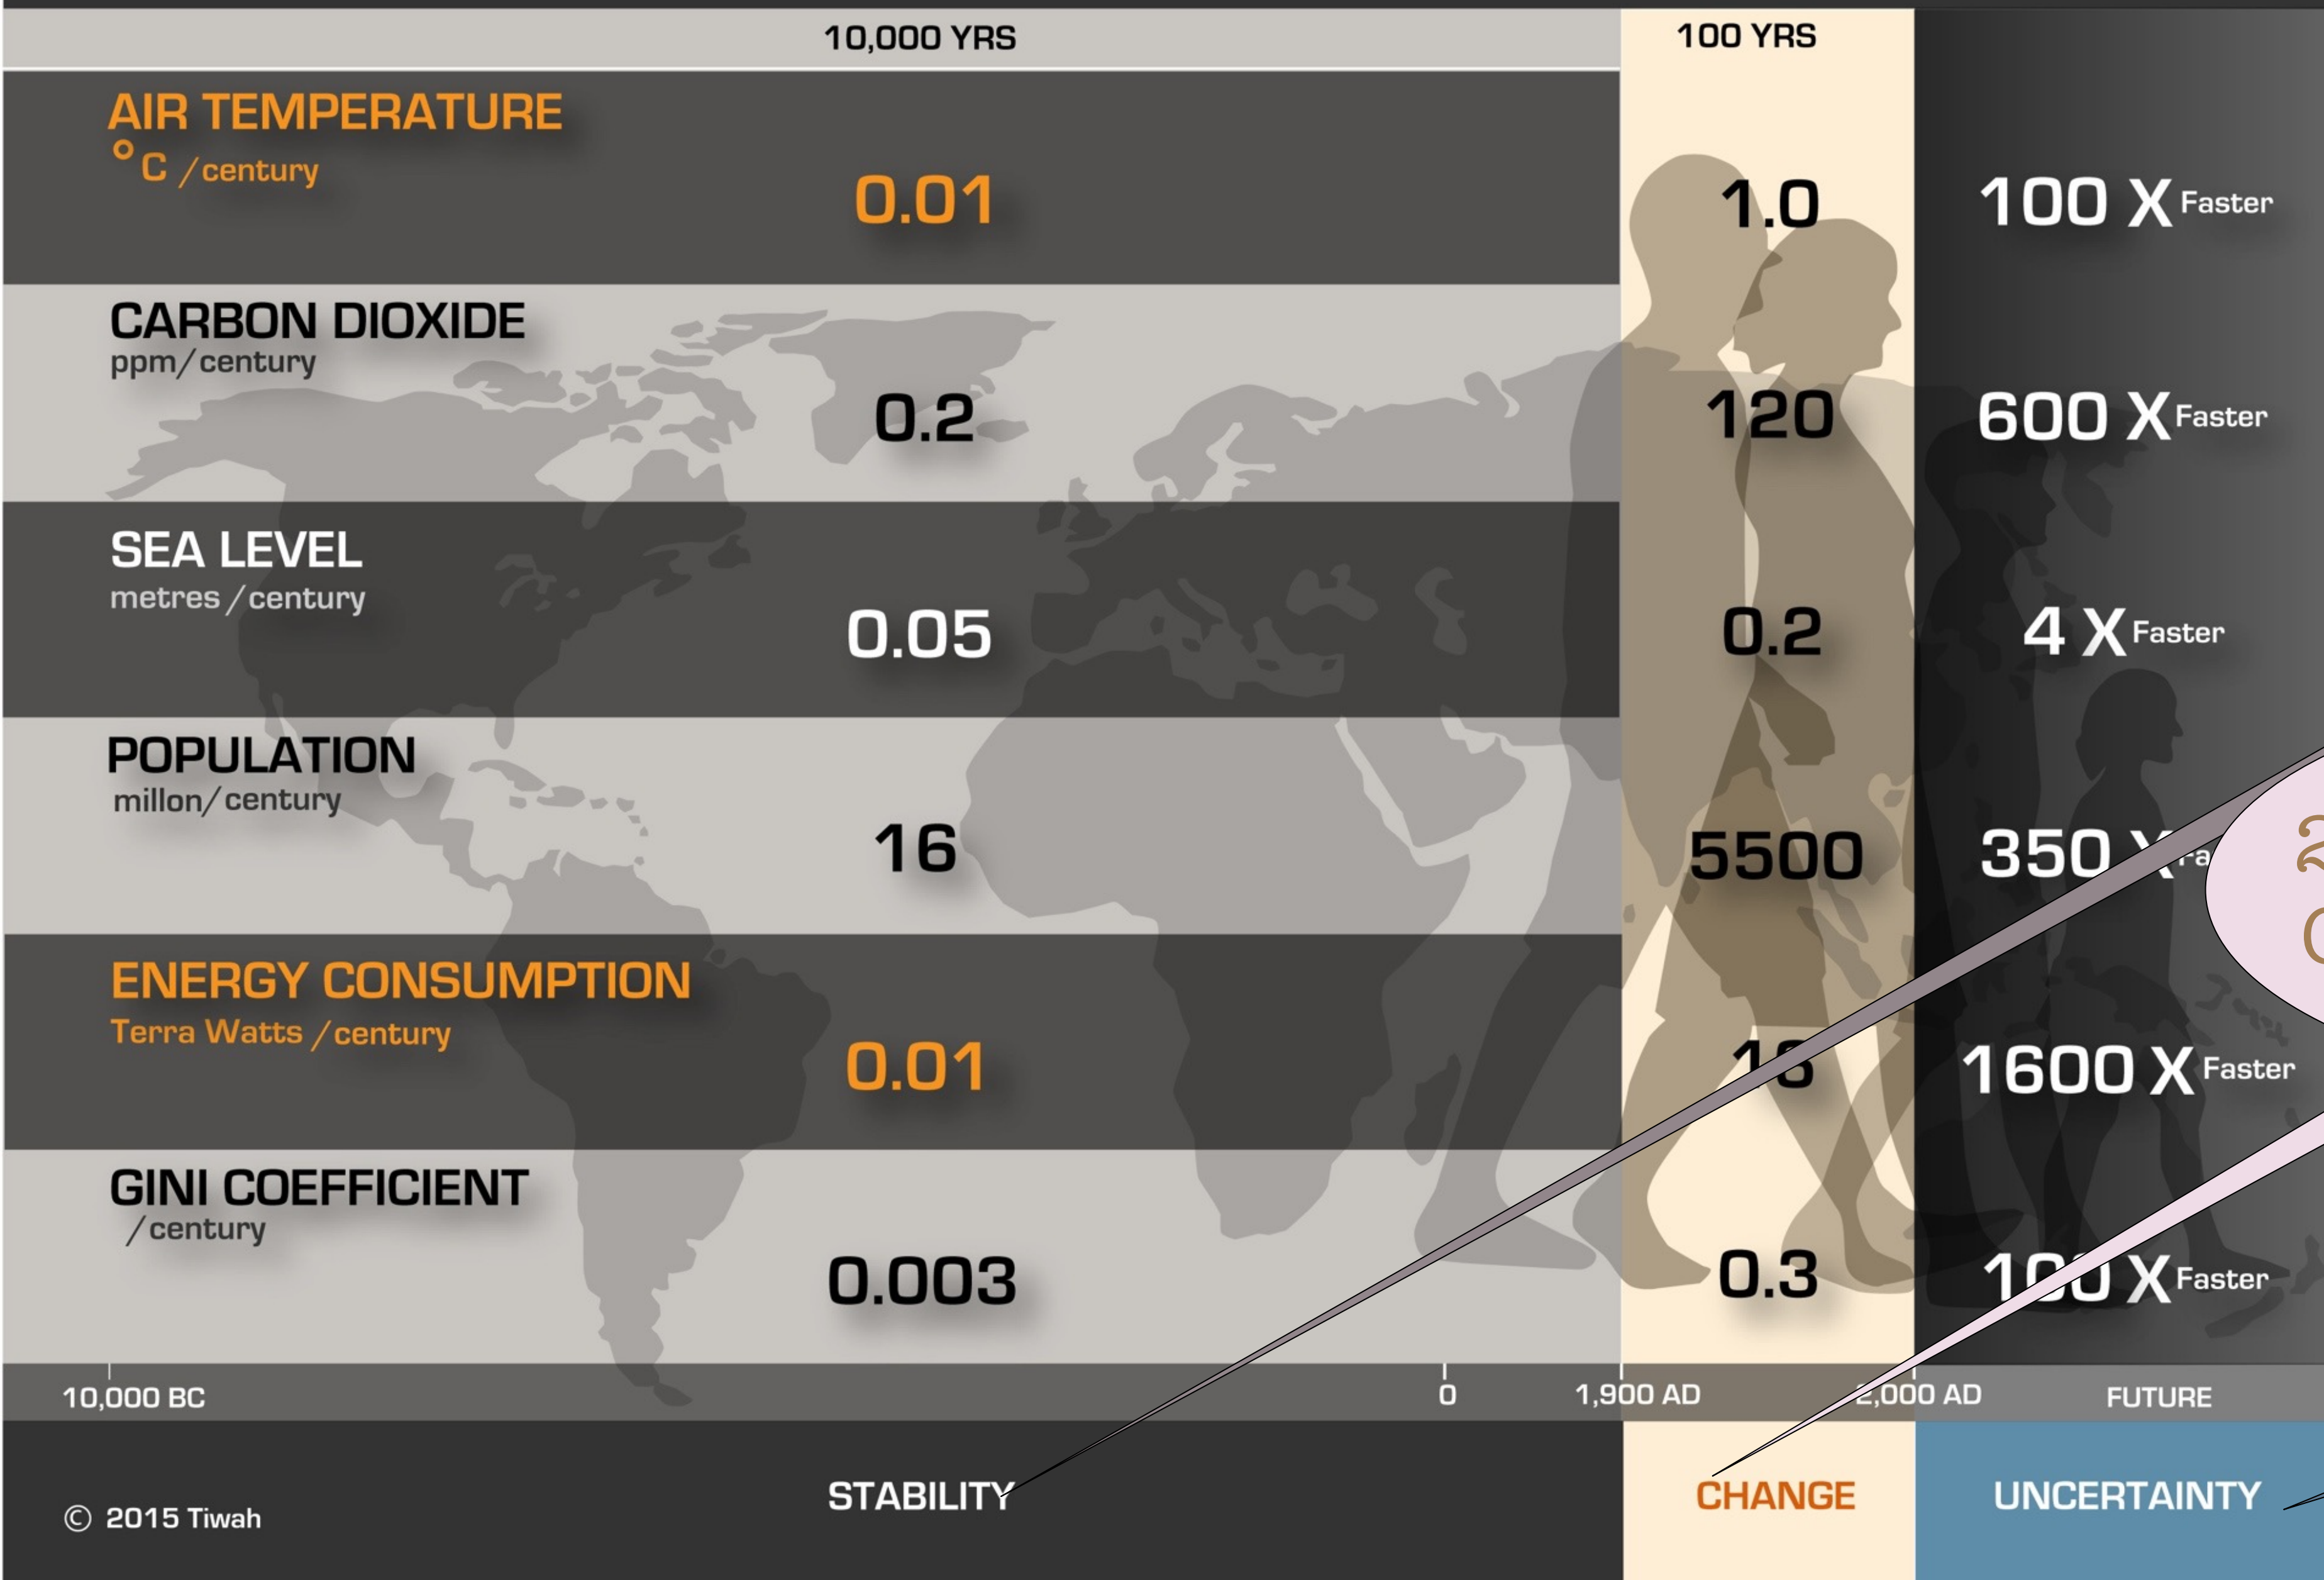 10,000 YRS
100 YRS
AIR TEMPERATURE
°C /century
0.01
1.0
100 X Faster
CARBON DIOXIDE
ppm/century
0.2
120
600 X Faster
SEA LEVEL
metres/century
0.05
0.2
4 X Faster
POPULATION
millon/century
16
5500
350 X
ENERGY CONSUMPTION
Terra Watts /century
0.01
16
1600 X Faster
GINI COEFFICIENT
/century
0.003
0.3
100 X Faster
10,000 BC
0
1,900 AD
2,000 AD
FUTURE
STABILITY
CHANGE
UNCERTAINTY
© 2015 Tiwah